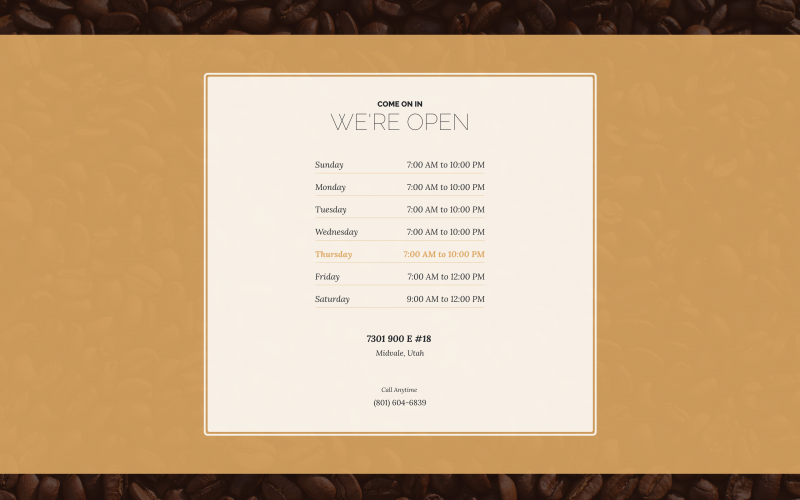 COME ON IN
WE'RE OPEN
Sunday 7:00 AM to 10:00 PM
Monday 7:00 AM to 10:00 PM
Tuesday 7:00 AM to 10:00 PM
Wednesday 7:00 AM to 10:00 PM
Thursday 7:00 AM to 10:00 PM
Friday 7:00 AM to 12:00 PM
Saturday 9:00 AM to 12:00 PM
7301 900 E #18
Midvale, Utah
Call Anytime
(801) 604-6839